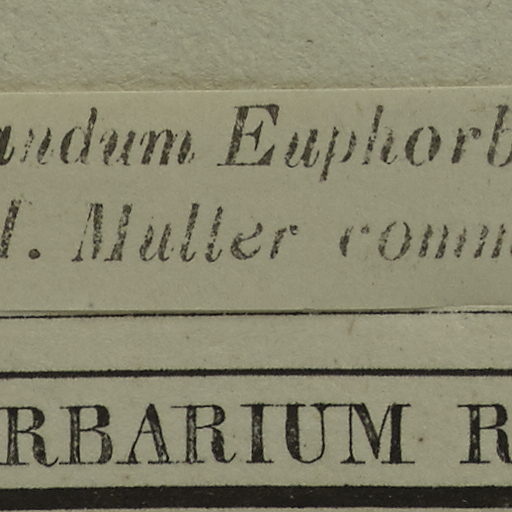 andum Euphorb
l. Muller comm
RBARIUM R